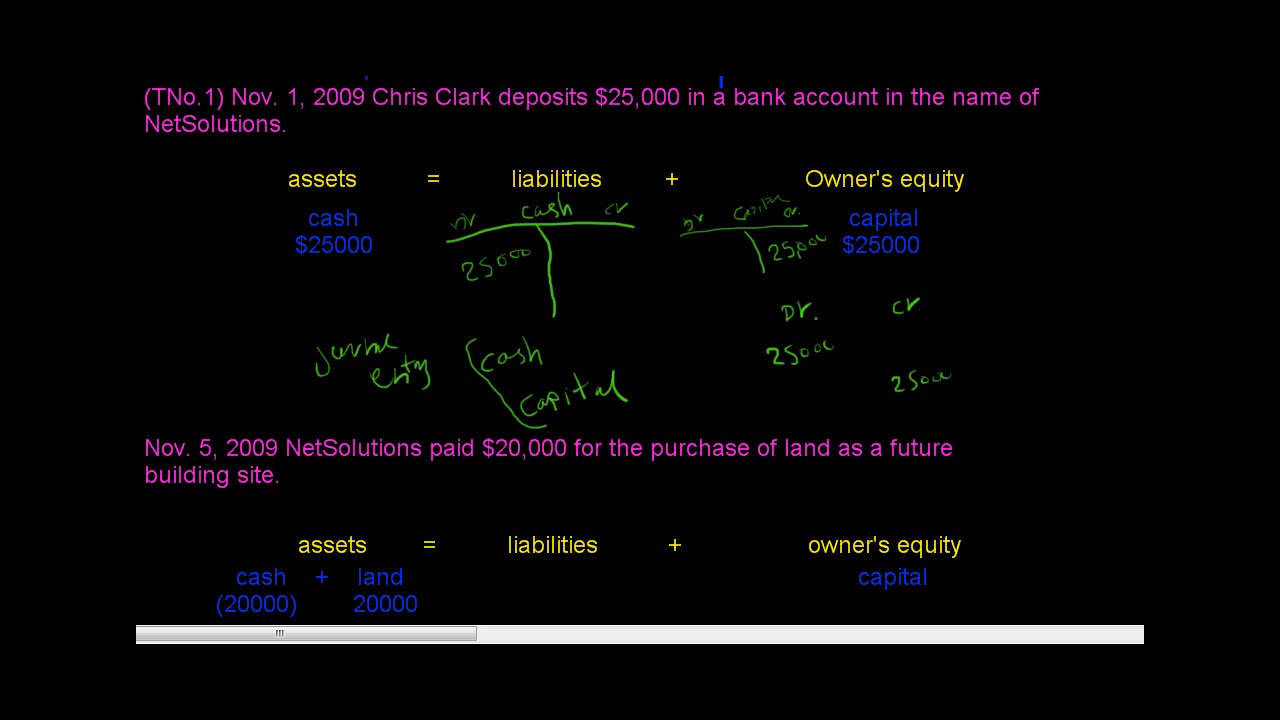 (TNo.1) Nov. 1, 2009 Chris Clark deposits $25,000 in a bank account in the name of
NetSolutions.
assets = liabilities + Owner's equity
cash
$25000
Dr cash cr
25000
Dr capital cr.
25000
capital
$25000
Dr. cr.
journal entry
cash 25000
capital 25000
Nov. 5, 2009 NetSolutions paid $20,000 for the purchase of land as a future
building site.
assets = liabilities + owner's equity
cash + land capital
(20000) 20000